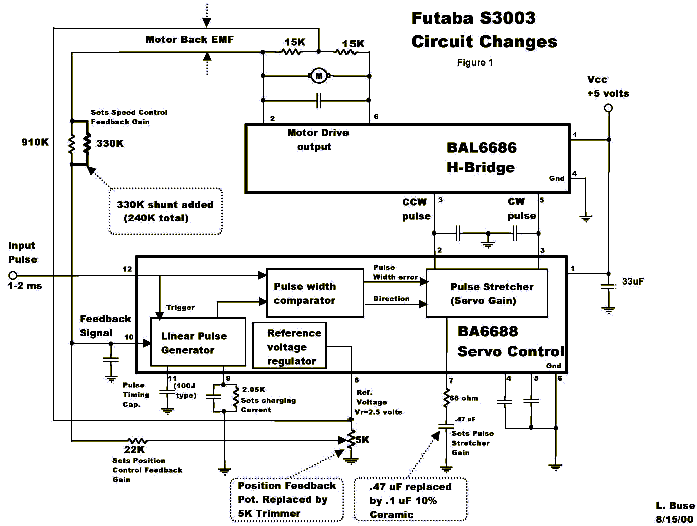 Futaba S3003
Circuit Changes
Figure 1
Motor Back EMF
15K
15K
M
Vcc
+5 volts
2
6
Motor Drive
output
BAL6686
H-Bridge
1
4
Gnd
Sets Speed Control
Feedback Gain
910K
330K
330K shunt added
(240K total)
3
5
CCW
pulse
CW
pulse
Input
Pulse
1-2 ms
12
2
3
1
33uF
Pulse width
comparator
Pulse
Width error
Direction
Pulse Stretcher
(Servo Gain)
Trigger
Feedback
Signal
10
Linear Pulse
Generator
Reference
voltage
regulator
BA6688
Servo Control
Gnd
11
9
8
7
4
5
6
Pulse
Timing
Cap.
(100J
type)
2.05K
Sets charging
Current
Ref.
Voltage
Vr~2.5 volts
68 ohm
.47 uF
Sets Pulse
Stretcher
Gain
5K
22K
Sets Position
Control Feedback
Gain
Position Feedback
Pot. Replaced by
5K Trimmer
.47 uF replaced
by .1 uF 10%
Ceramic
L. Buse
8/15/00